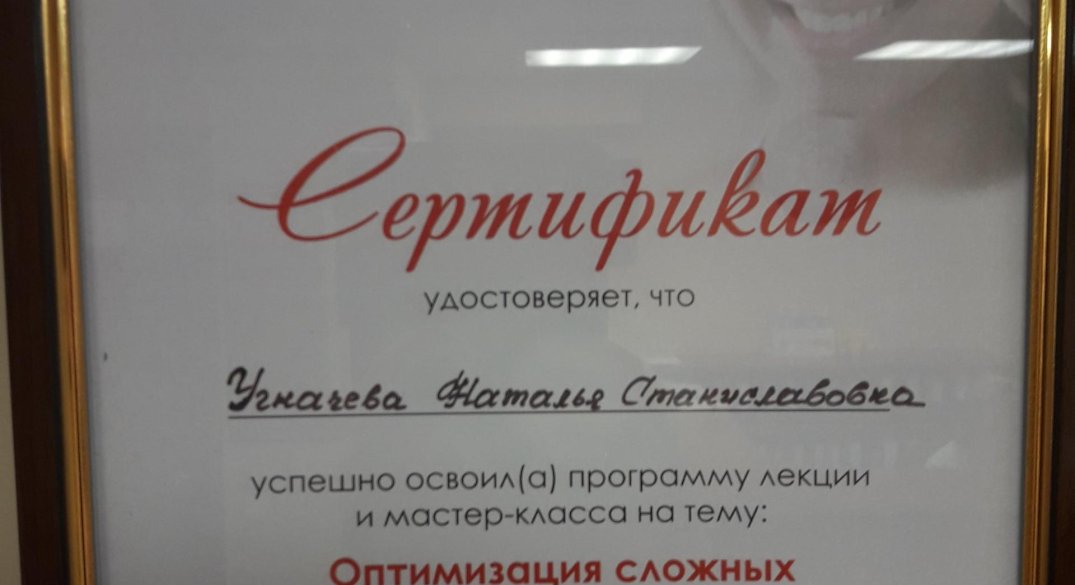 Сертификат
удостоверяет, что
Угначева Наталья Станиславовна
успешно освоил(а) программу лекции
и мастер-класса на тему:
Оптимизация сложных